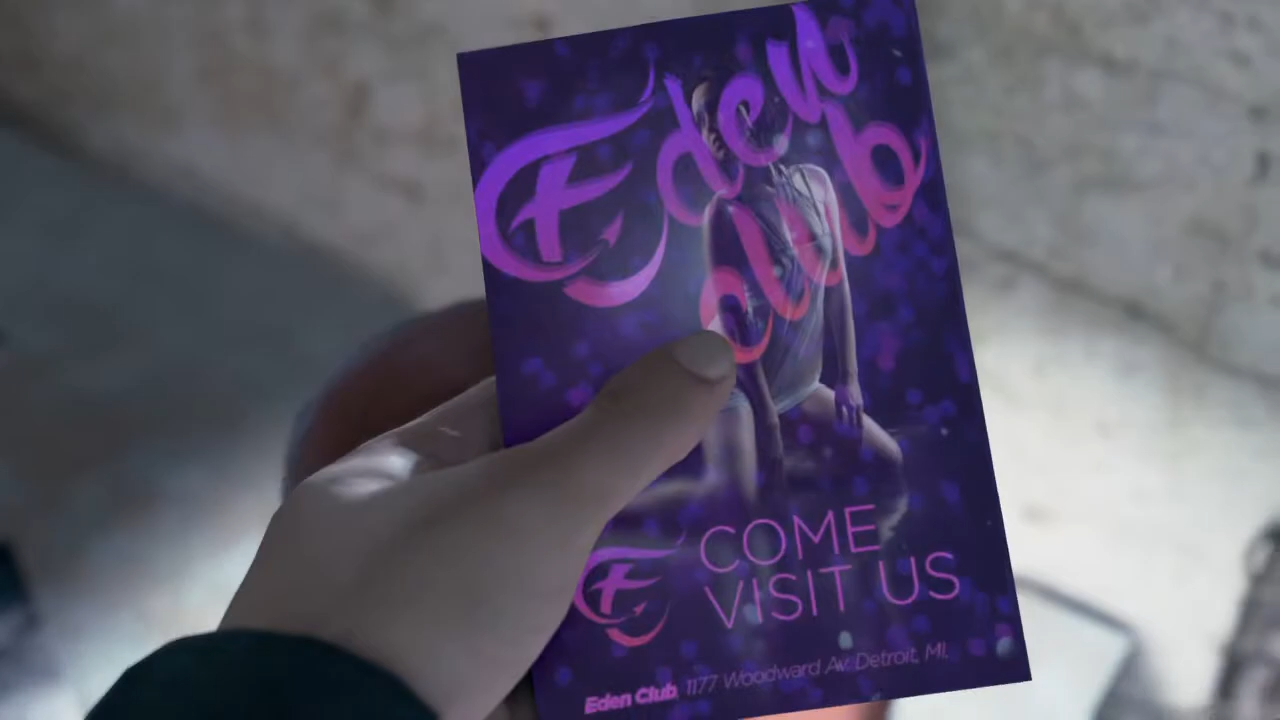 Eden
club
COME
VISIT US
Eden Club 1177 Woodward Av. Detroit, MI.